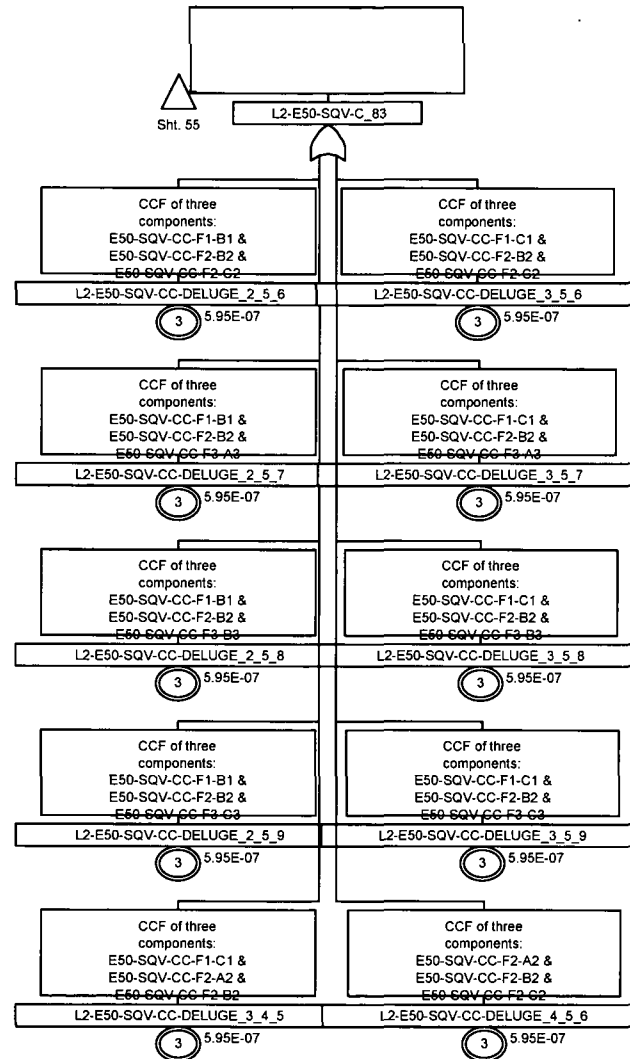 Sht. 55
L2-E50-SQV-C_83
CCF of three
components:
E50-SQV-CC-F1-B1 &
E50-SQV-CC-F2-B2 &
E50-SQV-CC-F2-C2
L2-E50-SQV-CC-DELUGE_2_5_6
3
5.95E-07
CCF of three
components:
E50-SQV-CC-F1-C1 &
E50-SQV-CC-F2-B2 &
E50-SQV-CC-F2-C2
L2-E50-SQV-CC-DELUGE_3_5_6
3
5.95E-07
CCF of three
components:
E50-SQV-CC-F1-B1 &
E50-SQV-CC-F2-B2 &
E50-SQV-CC-F3-A3
L2-E50-SQV-CC-DELUGE_2_5_7
3
5.95E-07
CCF of three
components:
E50-SQV-CC-F1-C1 &
E50-SQV-CC-F2-B2 &
E50-SQV-CC-F3-A3
L2-E50-SQV-CC-DELUGE_3_5_7
3
5.95E-07
CCF of three
components:
E50-SQV-CC-F1-B1 &
E50-SQV-CC-F2-B2 &
E50-SQV-CC-F3-B3
L2-E50-SQV-CC-DELUGE_2_5_8
3
5.95E-07
CCF of three
components:
E50-SQV-CC-F1-C1 &
E50-SQV-CC-F2-B2 &
E50-SQV-CC-F3-B3
L2-E50-SQV-CC-DELUGE_3_5_8
3
5.95E-07
CCF of three
components:
E50-SQV-CC-F1-B1 &
E50-SQV-CC-F2-B2 &
E50-SQV-CC-F3-C3
L2-E50-SQV-CC-DELUGE_2_5_9
3
5.95E-07
CCF of three
components:
E50-SQV-CC-F1-C1 &
E50-SQV-CC-F2-B2 &
E50-SQV-CC-F3-C3
L2-E50-SQV-CC-DELUGE_3_5_9
3
5.95E-07
CCF of three
components:
E50-SQV-CC-F1-C1 &
E50-SQV-CC-F2-A2 &
E50-SQV-CC-F2-B2
L2-E50-SQV-CC-DELUGE_3_4_5
3
5.95E-07
CCF of three
components:
E50-SQV-CC-F2-A2 &
E50-SQV-CC-F2-B2 &
E50-SQV-CC-F2-C2
L2-E50-SQV-CC-DELUGE_4_5_6
3
5.95E-07